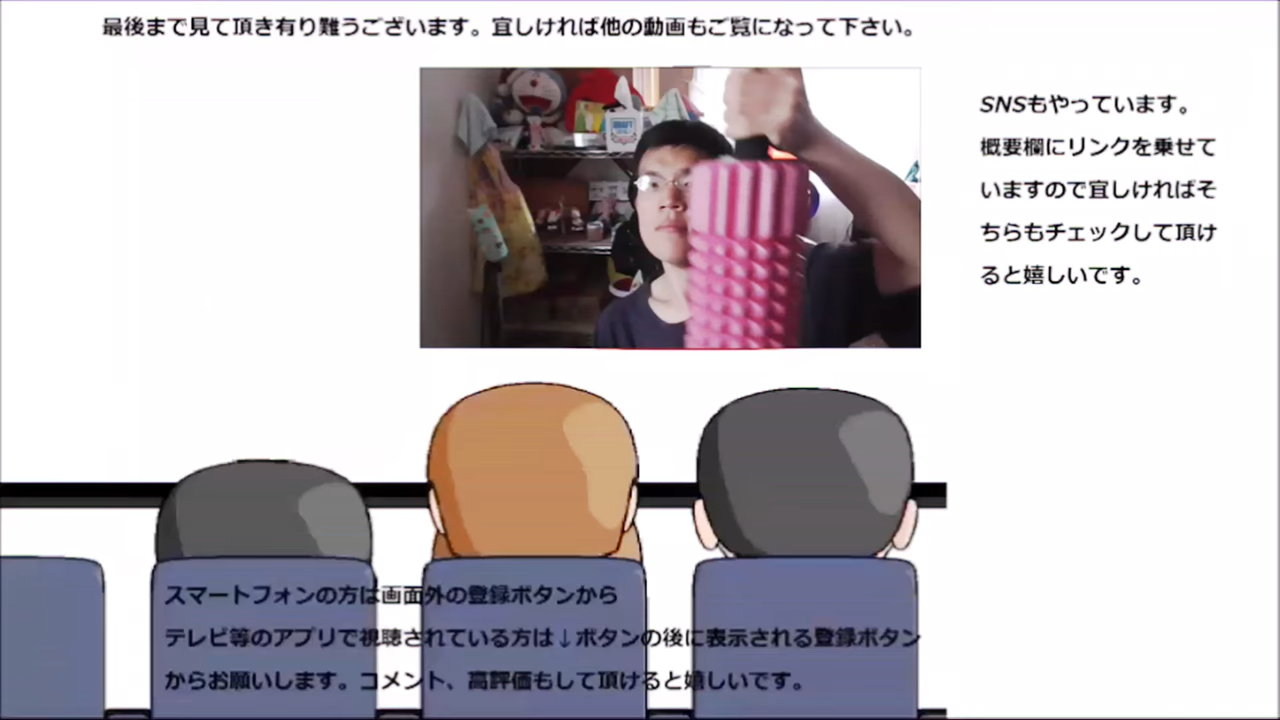 最後まで見て頂き有り難うございます。宜しければ他の動画もご覧になって下さい。
SNSもやっています。
概要欄にリンクを乗せて
いますので宜しければそ
ちらもチェックして頂け
ると嬉しいです。
スマートフォンの方は画面外の登録ボタンから
テレビ等のアプリで視聴されている方は↓ボタンの後に表示される登録ボタン
からお願いします。コメント、高評価もして頂けると嬉しいです。